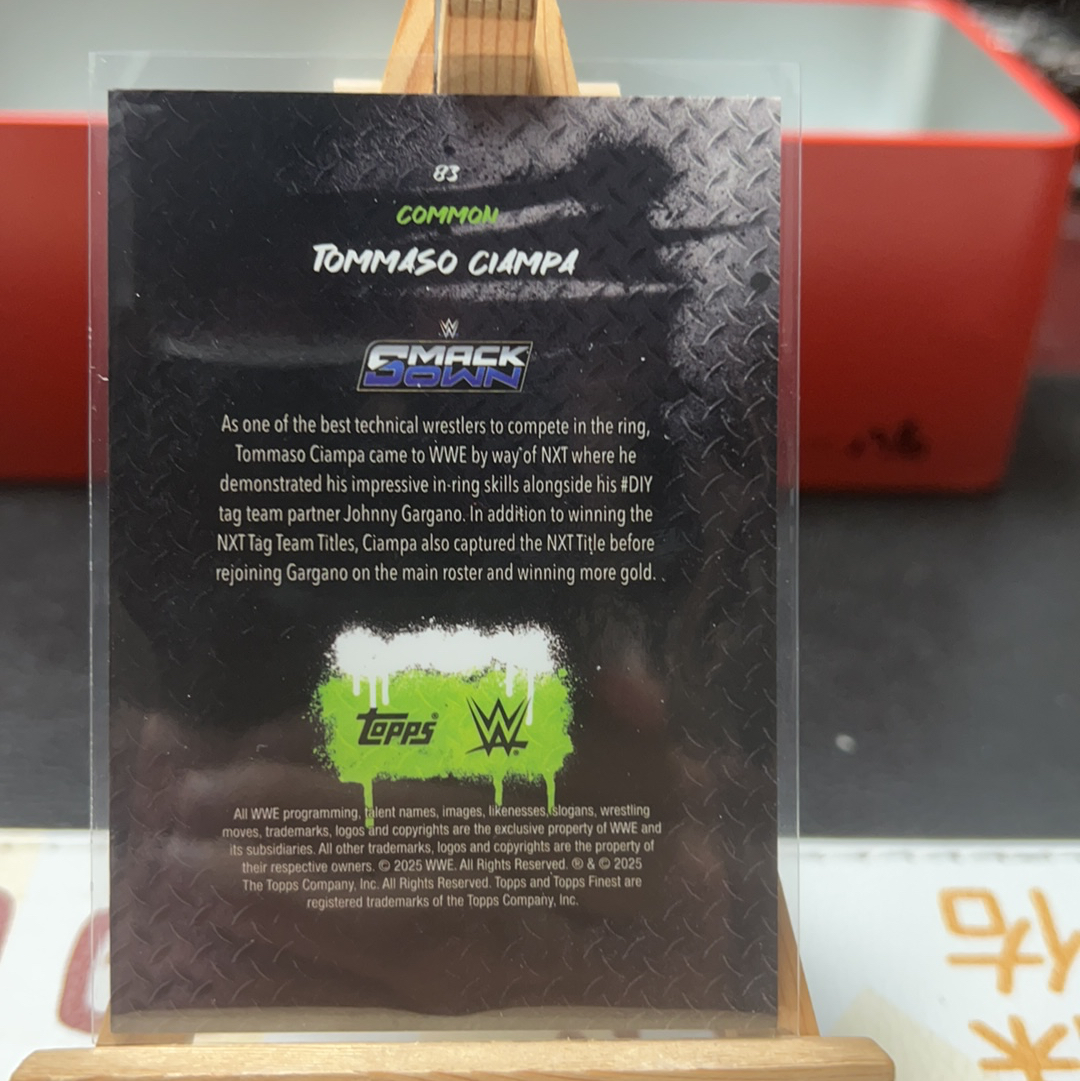 83
COMMON
TOMMASO CIAMPA
W
SMACK
DOWN
As one of the best technical wrestlers to compete in the ring,
Tommaso Ciampa came to WWE by way of NXT where he
demonstrated his impressive in-ring skills alongside his #DIY
tag team partner Johnny Gargano. In addition to winning the
NXT Tag Team Titles, Ciampa also captured the NXT Title before
rejoining Gargano on the main roster and winning more gold.
TOPPS® W
All WWE programming, talent names, images, likenesses, slogans, wrestling
moves, trademarks, logos and copyrights are the exclusive property of WWE and
its subsidiaries. All other trademarks, logos and copyrights are the property of
their respective owners. © 2025 WWE. All Rights Reserved. ® & © 2025
The Topps Company, Inc. All Rights Reserved. Topps and Topps Finest are
registered trademarks of the Topps Company, Inc.